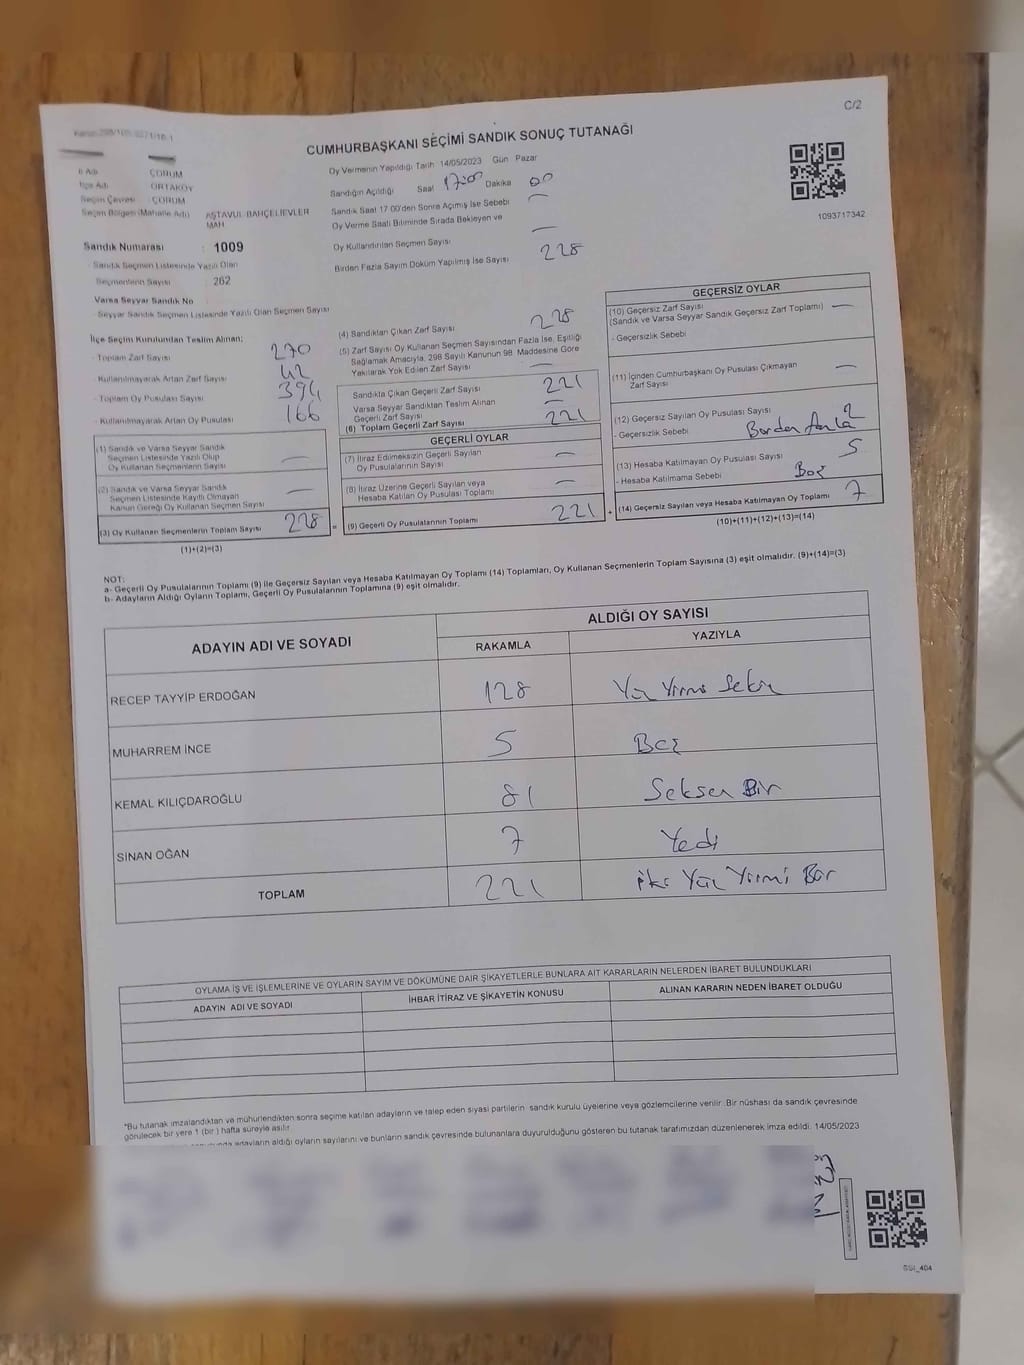 C/2
CUMHURBAŞKANI SEÇİMİ SANDIK SONUÇ TUTANAĞI
İl Adı ÇORUM
İlçe Adı ORTAKÖY
Seçim Çevresi : ÇORUM
Seçim Bölgesi (Mahalle Adı) AŞTAVUL BAHÇELİEVLER
MAH
Sandık Numarası : 1009
Sandık Seçmen Listesinde Yazılı Olan
Seçmenlerin Sayısı : 262
Varsa Seyyar Sandık No
- Seyyar Sandık Seçmen Listesinde Yazılı Olan Seçmen Sayısı
Oy Vermenin Yapıldığı Tarih 14/05/2023 Gün Pazar
Sandığın Açıldığı Saat 17:00 Dakika 00
Sandık Saat 17:00'den Sonra Açmış İse Sebebi —
Oy Verme Saati Bitiminde Sırada Bekleyen ve
Oy Kullandırılan Seçmen Sayısı —
Birden Fazla Sayım Döküm Yapılmış İse Sayısı 228
1093717342
İlçe Seçim Kurulundan Teslim Alınan:
- Toplam Zarf Sayısı 270
- Kullanılmayarak Artan Zarf Sayısı 42
- Toplam Oy Pusulası Sayısı 394
- Kullanılmayarak Artan Oy Pusulası 166
(1) Sandık ve Varsa Seyyar Sandık
Seçmen Listesinde Yazılı Olup
Oy Kullanan Seçmenlerin Sayısı —
(2) Sandık ve Varsa Seyyar Sandık
Seçmen Listesinde Kayıtlı Olmayan
Kanun Gereği Oy Kullanan Seçmen Sayısı —
(3) Oy Kullanan Seçmenlerin Toplam Sayısı 228
(1)+(2)=(3)
(4) Sandıktan Çıkan Zarf Sayısı 228
(5) Zarf Sayısı Oy Kullanan Seçmen Sayısından Fazla İse, Eşitliği
Sağlamak Amacıyla, 298 Sayılı Kanunun 98. Maddesine Göre
Yakılarak Yok Edilen Zarf Sayısı —
Sandıkta Çıkan Geçerli Zarf Sayısı 221
Varsa Seyyar Sandıktan Teslim Alınan
Geçerli Zarf Sayısı —
(6) Toplam Geçerli Zarf Sayısı 221
GEÇERLİ OYLAR
(7) İtiraz Edilmeksizin Geçerli Sayılan
Oy Pusulalarının Sayısı —
(8) İtiraz Üzerine Geçerli Sayılan veya
Hesaba Katılan Oy Pusulası Toplamı —
(9) Geçerli Oy Pusulalarının Toplamı 221
GEÇERSİZ OYLAR
(10) Geçersiz Zarf Sayısı
(Sandık ve Varsa Seyyar Sandık Geçersiz Zarf Toplamı) —
- Geçersizlik Sebebi
(11) İçinden Cumhurbaşkanı Oy Pusulası Çıkmayan
Zarf Sayısı —
(12) Geçersiz Sayılan Oy Pusulası Sayısı 2
- Geçersizlik Sebebi
(13) Hesaba Katılmayan Oy Pusulası Sayısı 5
- Hesaba Katılmama Sebebi Boş
(14) Geçersiz Sayılan veya Hesaba Katılmayan Oy Toplamı 7
(10)+(11)+(12)+(13)=(14)
NOT:
a- Geçerli Oy Pusulalarının Toplamı (9) ile Geçersiz Sayılan veya Hesaba Katılmayan Oy Toplamı (14) Toplamları, Oy Kullanan Seçmenlerin Toplam Sayısına (3) eşit olmalıdır. (9)+(14)=(3)
b- Adayların Aldığı Oyların Toplamı, Geçerli Oy Pusulalarının Toplamına (9) eşit olmalıdır.
ADAYIN ADI VE SOYADI
ALDIĞI OY SAYISI
RAKAMLA YAZIYLA
RECEP TAYYİP ERDOĞAN 128 Yüz Yirmi Sekiz
MUHARREM İNCE 5 Beş
KEMAL KILIÇDAROĞLU 81 Seksen Bir
SİNAN OĞAN 7 Yedi
TOPLAM 221 İki Yüz Yirmi Bir
OYLAMA İŞ VE İŞLEMLERİNE VE OYLARIN SAYIM VE DÖKÜMÜNE DAİR ŞİKAYETLERLE BUNLARA AİT KARARLARIN NELERDEN İBARET BULUNDUKLARI
ADAYIN ADI VE SOYADI İHBAR İTİRAZ VE ŞİKAYETİN KONUSU ALINAN KARARIN NEDEN İBARET OLDUĞU
*Bu tutanak imzalandıktan ve mühürlendikten sonra seçime katılan adayların ve talep eden siyasi partilerin sandık kurulu üyelerine veya gözlemcilerine verilir. Bir nüshası da sandık çevresinde
görülecek bir yere 1 (bir) hafta süreyle asılır.
adayların aldığı oyların sayılarını ve bunların sandık çevresinde bulunanlara duyurulduğunu gösteren bu tutanak tarafımızdan düzenlenerek imza edildi. 14/05/2023